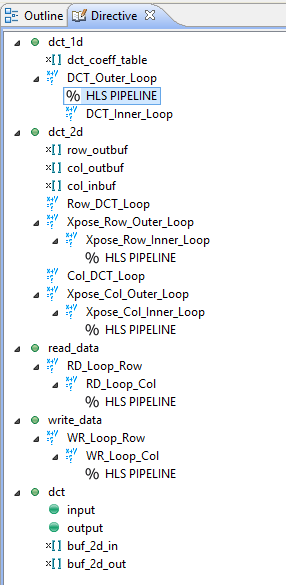 Outline Directive
dct_1d
x[] dct_coeff_table
DCT_Outer_Loop
% HLS PIPELINE
DCT_Inner_Loop
dct_2d
x[] row_outbuf
x[] col_outbuf
x[] col_inbuf
Row_DCT_Loop
Xpose_Row_Outer_Loop
Xpose_Row_Inner_Loop
% HLS PIPELINE
Col_DCT_Loop
Xpose_Col_Outer_Loop
Xpose_Col_Inner_Loop
% HLS PIPELINE
read_data
RD_Loop_Row
RD_Loop_Col
% HLS PIPELINE
write_data
WR_Loop_Row
WR_Loop_Col
% HLS PIPELINE
dct
input
output
x[] buf_2d_in
x[] buf_2d_out